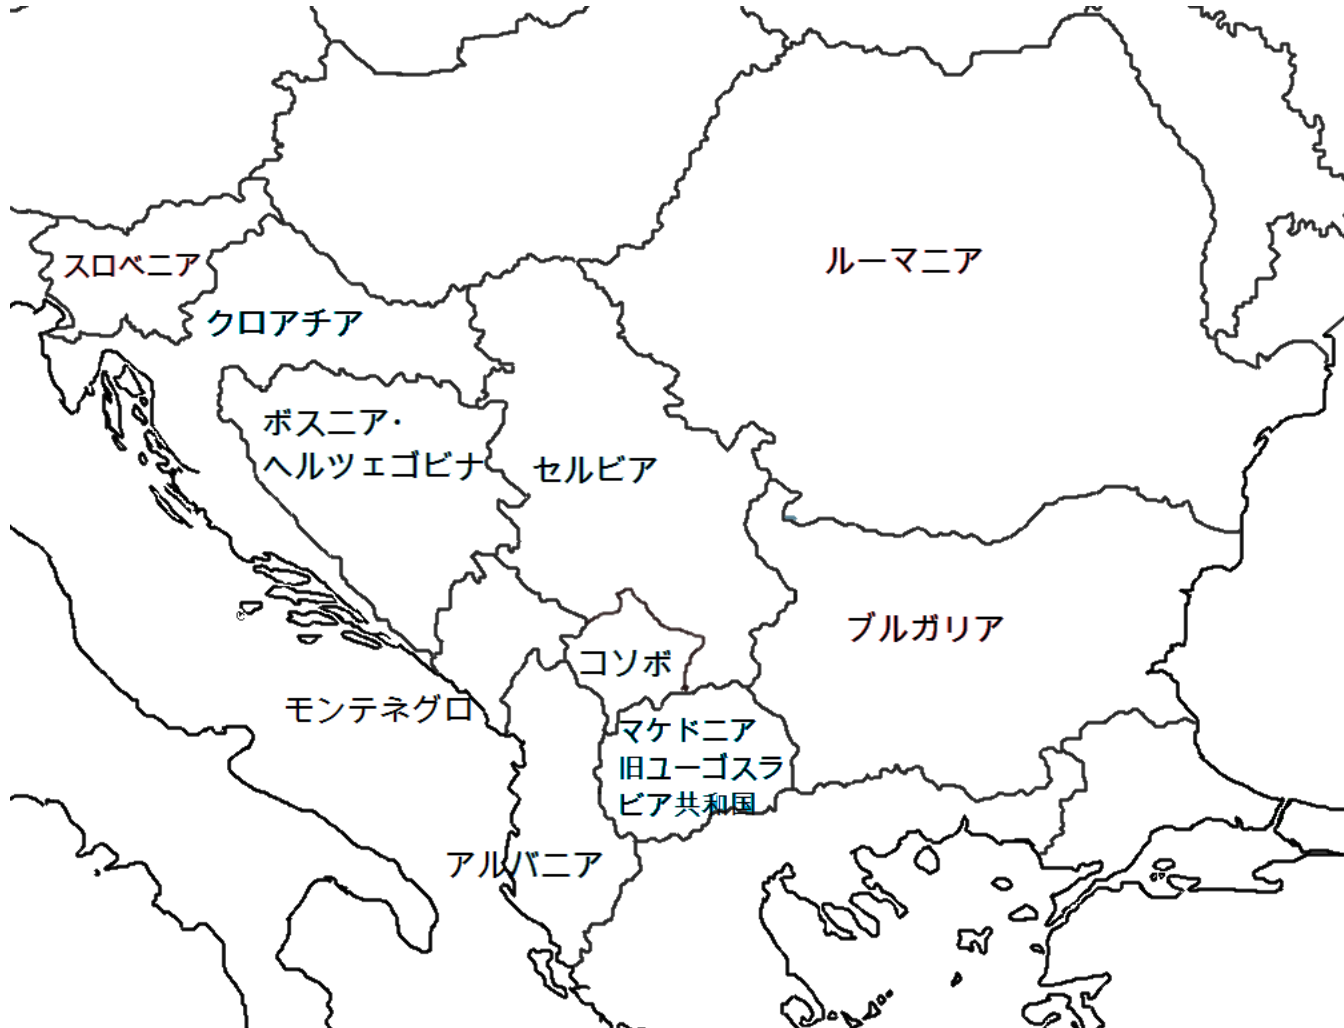 スロベニア
クロアチア
ルーマニア
ボスニア・
ヘルツェゴビナ
セルビア
ブルガリア
コソボ
モンテネグロ
マケドニア
旧ユーゴスラ
ビア共和国
アルバニア